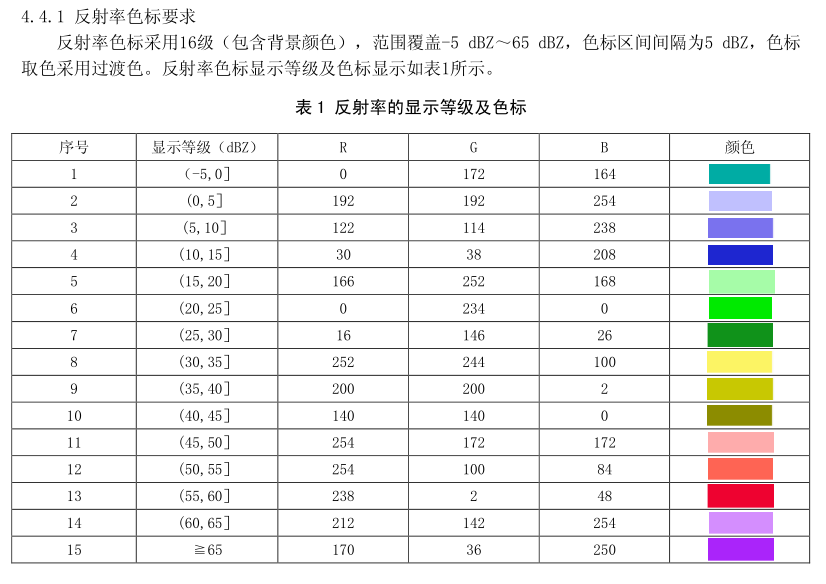 4.4.1 反射率色标要求
反射率色标采用16级（包含背景颜色），范围覆盖-5 dBZ～65 dBZ，色标区间间隔为5 dBZ，色标
取色采用过渡色。反射率色标显示等级及色标显示如表1所示。
表 1 反射率的显示等级及色标
序号 显示等级（dBZ） R G B 颜色
1 （-5,0］ 0 172 164
2 (0,5］ 192 192 254
3 (5,10］ 122 114 238
4 (10,15］ 30 38 208
5 (15,20］ 166 252 168
6 (20,25］ 0 234 0
7 (25,30］ 16 146 26
8 (30,35］ 252 244 100
9 (35,40］ 200 200 2
10 (40,45］ 140 140 0
11 (45,50］ 254 172 172
12 (50,55］ 254 100 84
13 (55,60］ 238 2 48
14 (60,65］ 212 142 254
15 ≧65 170 36 250